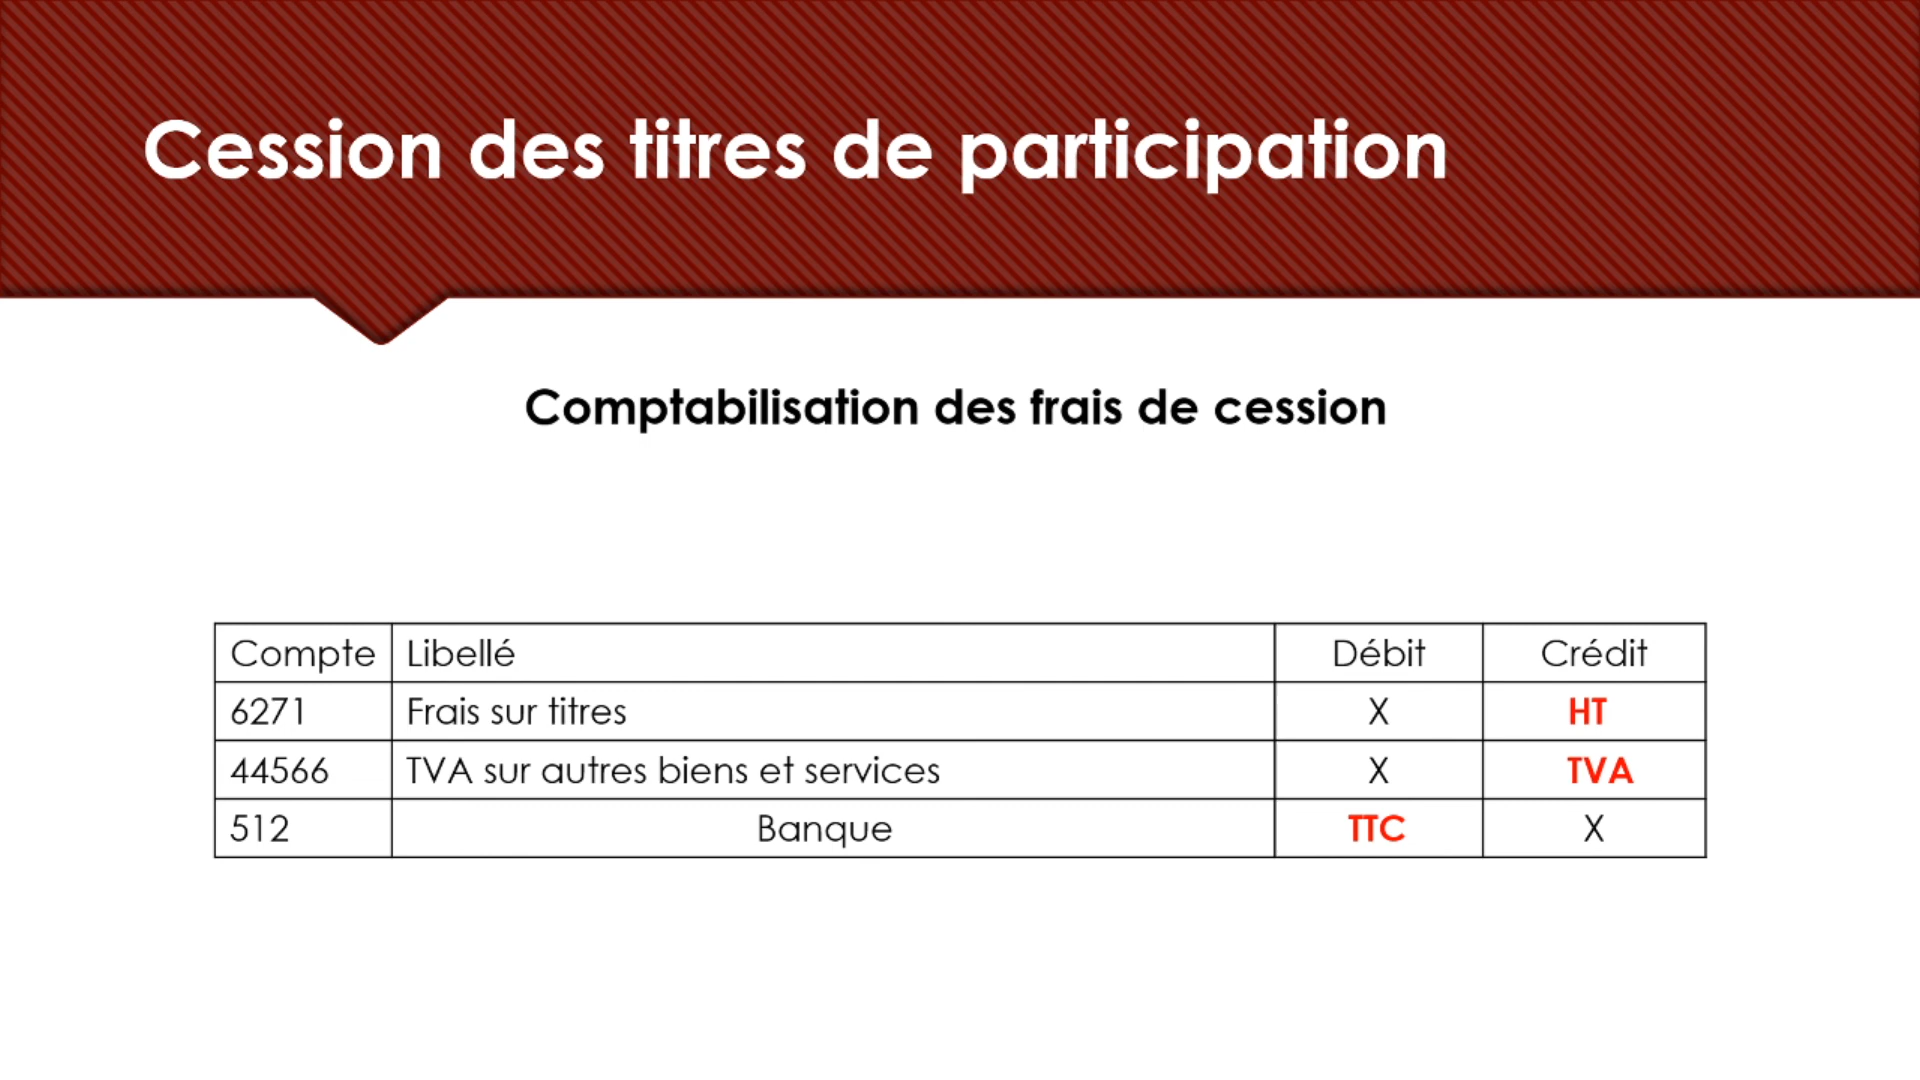 Cession des titres de participation
Comptabilisation des frais de cession
Compte Libellé Débit Crédit
6271 Frais sur titres X HT
44566 TVA sur autres biens et services X TVA
512 Banque TTC X